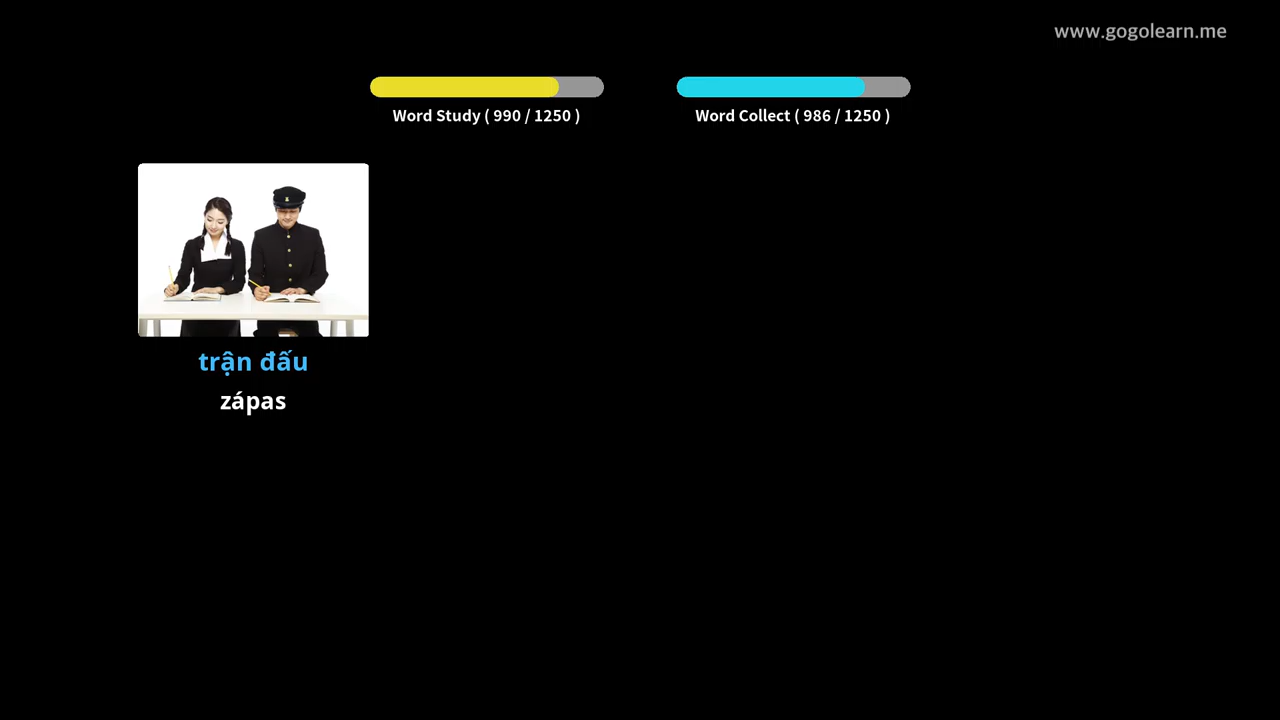 www.gogolearn.me
Word Study ( 990 / 1250 )
Word Collect ( 986 / 1250 )
trận đấu
zápas